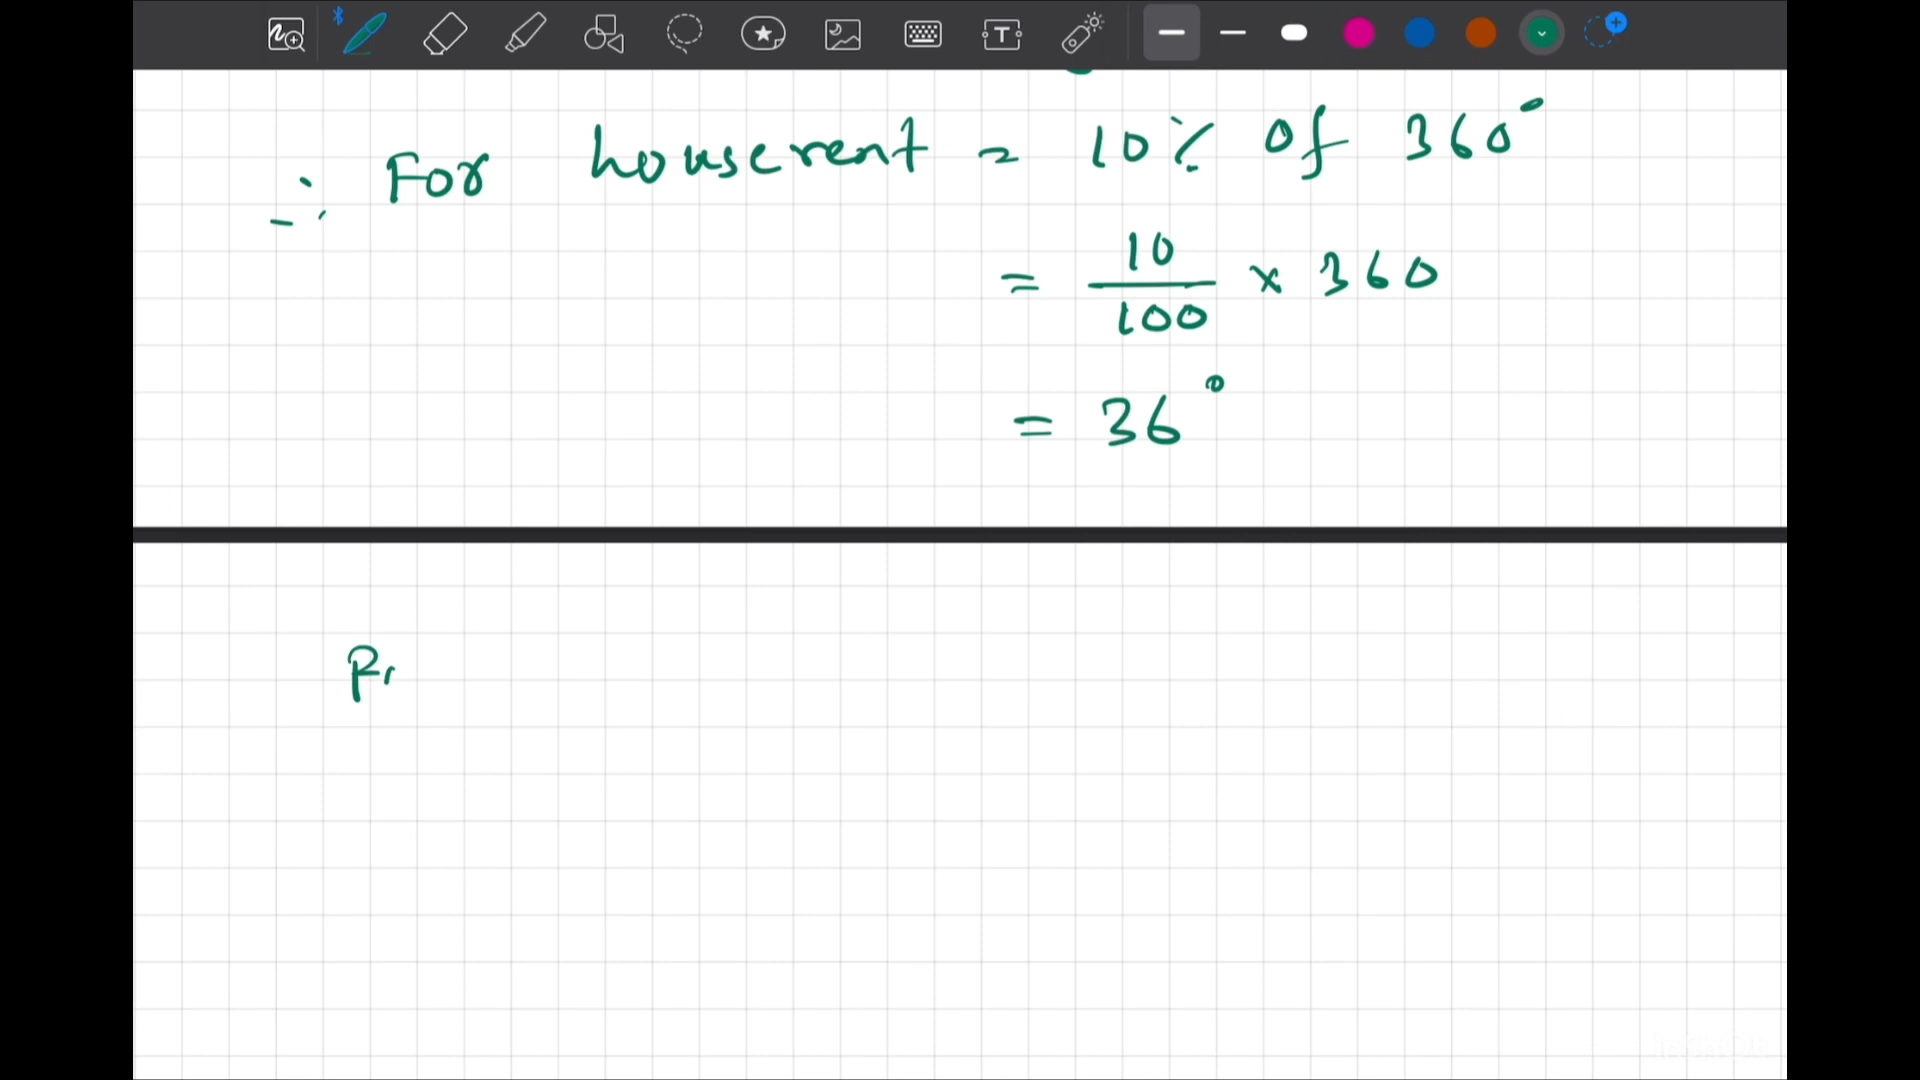 ∴ For houserent = 10% of 360°
= 10/100 × 360
= 36°